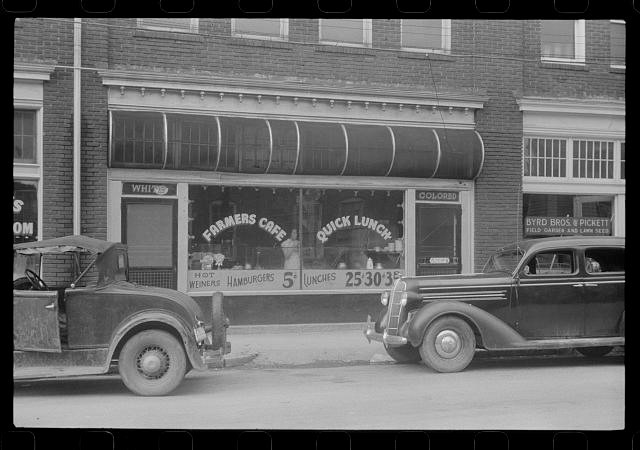 WHITE
COLORED
FARMERS CAFE
QUICK LUNCH
HOT WEINERS HAMBURGERS 5¢ LUNCHES 25·30·35
BYRD BROS. & PICKETT
FIELD GARDEN AND LAWN SEED
S
OM